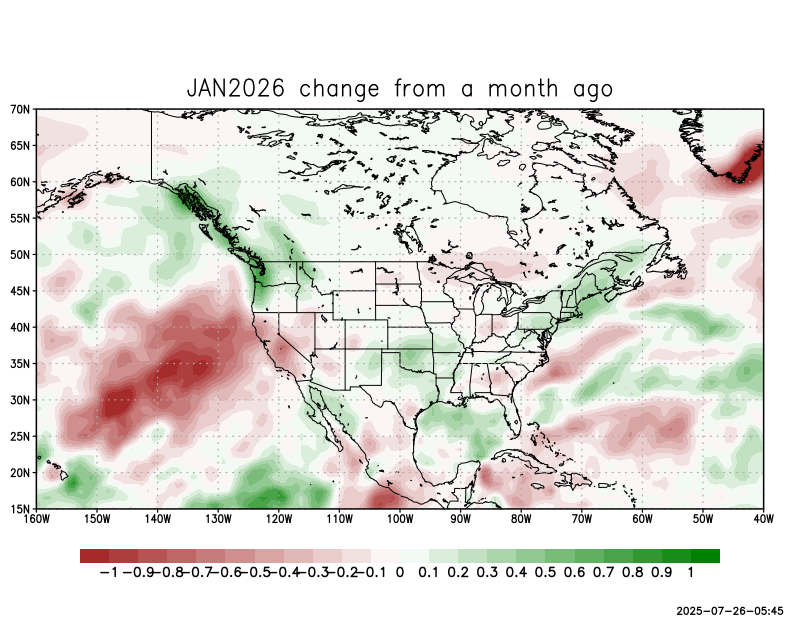 JAN2026 change from a month ago
70N
65N
60N
55N
50N
45N
40N
35N
30N
25N
20N
15N
160W 150W 140W 130W 120W 110W 100W 90W 80W 70W 60W 50W 40W
-1 -0.9 -0.8 -0.7 -0.6 -0.5 -0.4 -0.3 -0.2 -0.1 0 0.1 0.2 0.3 0.4 0.5 0.6 0.7 0.8 0.9 1
2025-07-26-05:45